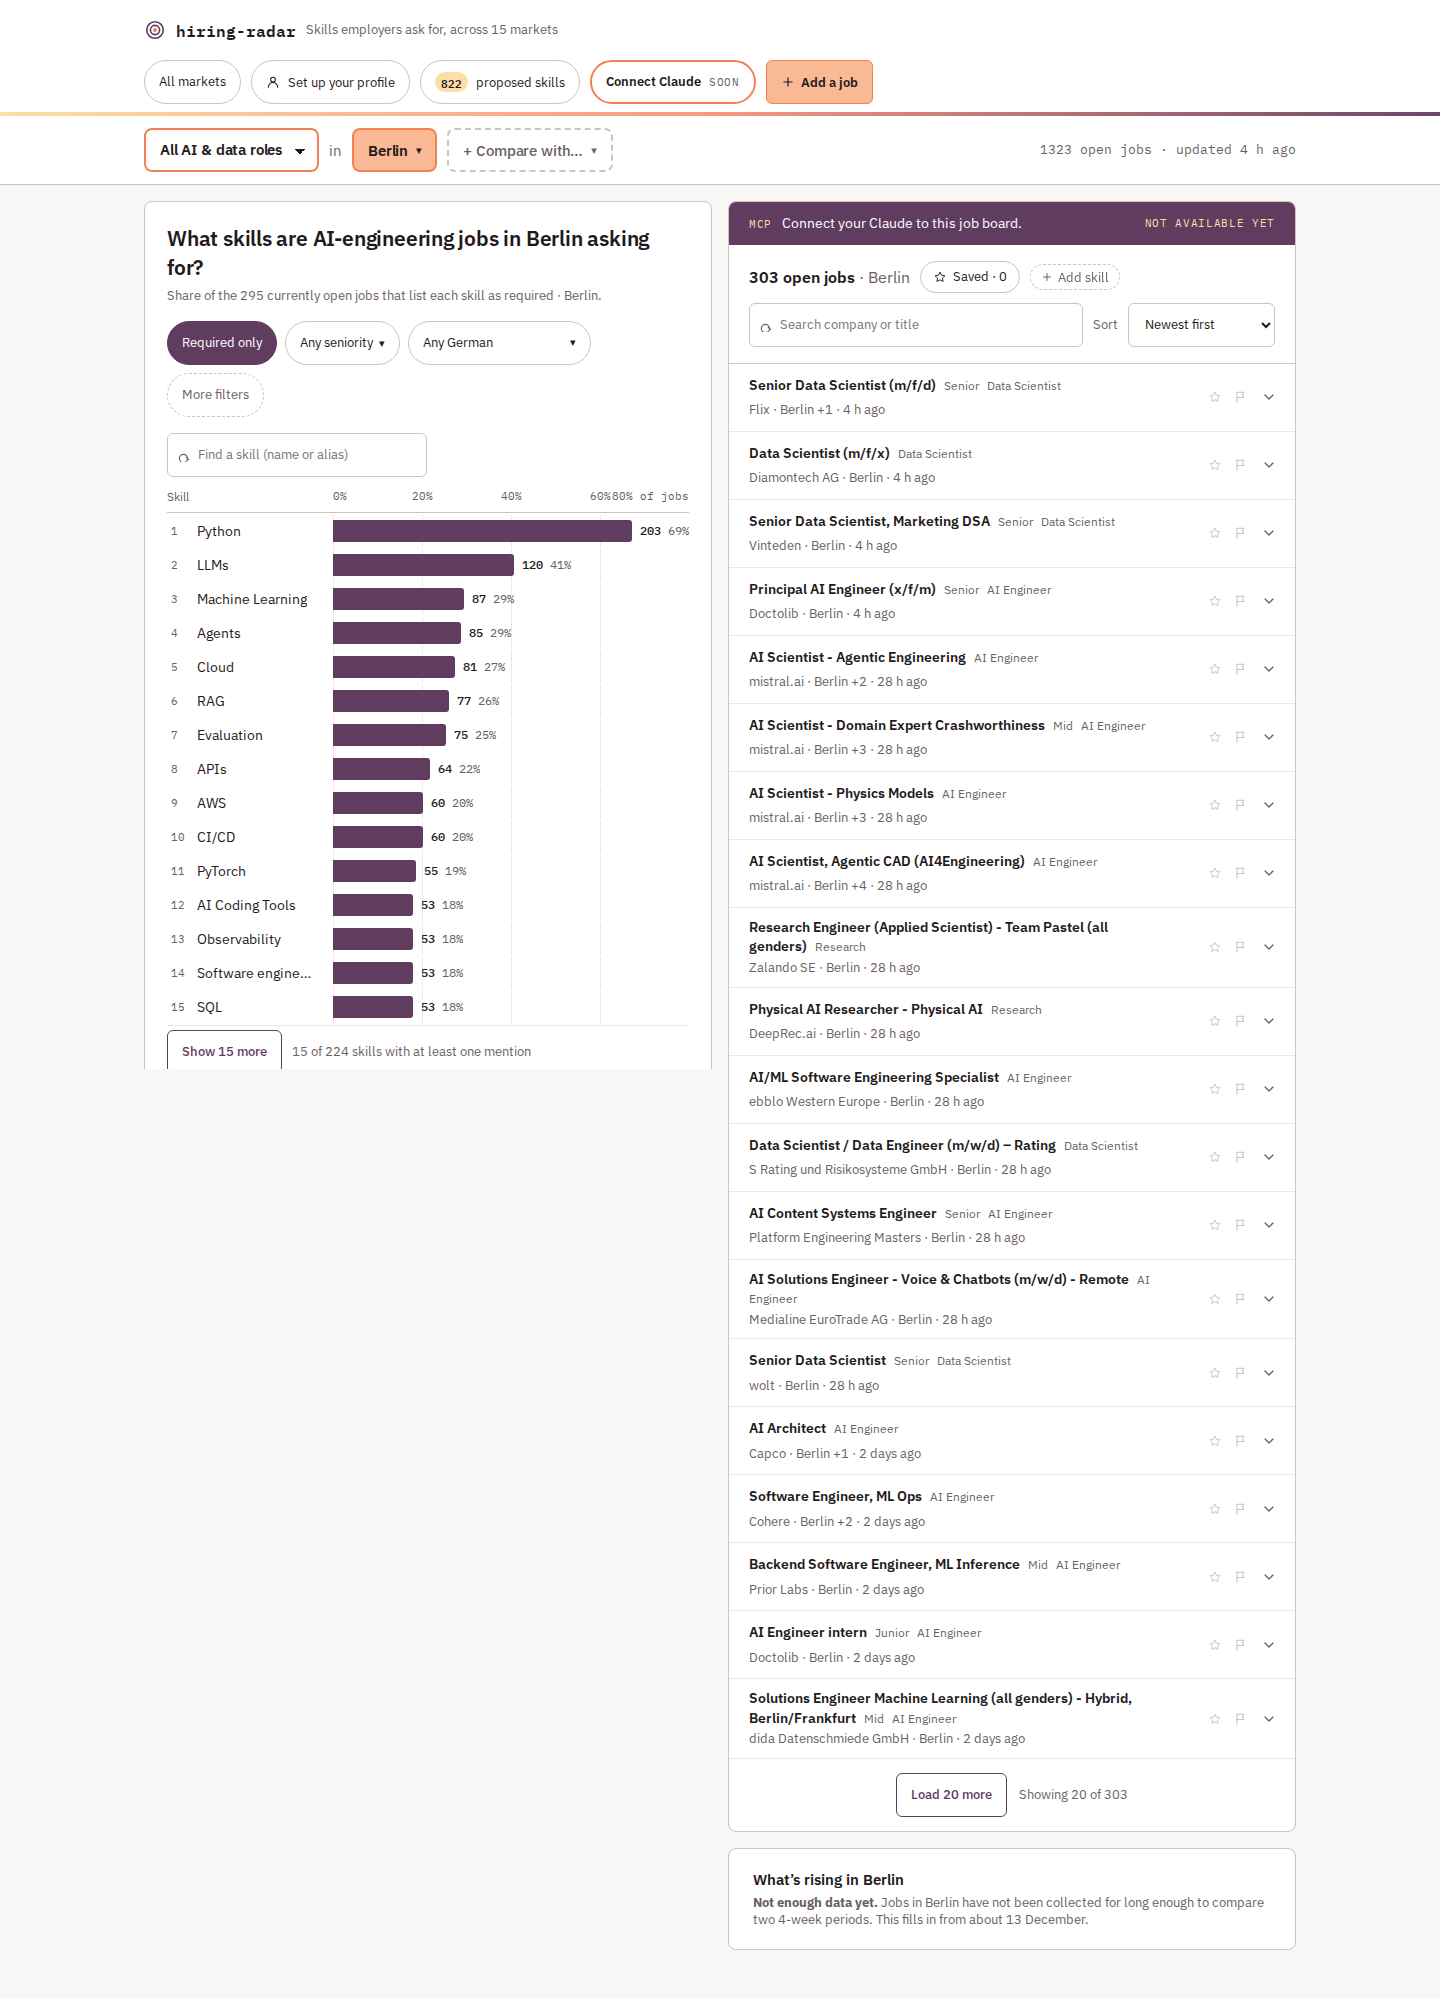 hiring-radar Skills employers ask for, across 15 markets
All markets Set up your profile 822 proposed skills Connect Claude SOON + Add a job
All AI & data roles in Berlin ▾ + Compare with... ▾ 1323 open jobs · updated 4 h ago
What skills are AI-engineering jobs in Berlin asking
for?
Share of the 295 currently open jobs that list each skill as required · Berlin.
Required only Any seniority ▾ Any German ▾
More filters
Find a skill (name or alias)
Skill 0% 20% 40% 60%80% of jobs
1 Python 203 69%
2 LLMs 120 41%
3 Machine Learning 87 29%
4 Agents 85 29%
5 Cloud 81 27%
6 RAG 77 26%
7 Evaluation 75 25%
8 APIs 64 22%
9 AWS 60 20%
10 CI/CD 60 20%
11 PyTorch 55 19%
12 AI Coding Tools 53 18%
13 Observability 53 18%
14 Software engine... 53 18%
15 SQL 53 18%
Show 15 more 15 of 224 skills with at least one mention
MCP Connect your Claude to this job board. NOT AVAILABLE YET
303 open jobs · Berlin Saved · 0 + Add skill
Search company or title Sort Newest first
Senior Data Scientist (m/f/d) Senior Data Scientist
Flix · Berlin +1 · 4 h ago
Data Scientist (m/f/x) Data Scientist
Diamontech AG · Berlin · 4 h ago
Senior Data Scientist, Marketing DSA Senior Data Scientist
Vinteden · Berlin · 4 h ago
Principal AI Engineer (x/f/m) Senior AI Engineer
Doctolib · Berlin · 4 h ago
AI Scientist - Agentic Engineering AI Engineer
mistral.ai · Berlin +2 · 28 h ago
AI Scientist - Domain Expert Crashworthiness Mid AI Engineer
mistral.ai · Berlin +3 · 28 h ago
AI Scientist - Physics Models AI Engineer
mistral.ai · Berlin +3 · 28 h ago
AI Scientist, Agentic CAD (AI4Engineering) AI Engineer
mistral.ai · Berlin +4 · 28 h ago
Research Engineer (Applied Scientist) - Team Pastel (all
genders) Research
Zalando SE · Berlin · 28 h ago
Physical AI Researcher - Physical AI Research
DeepRec.ai · Berlin · 28 h ago
AI/ML Software Engineering Specialist AI Engineer
ebblo Western Europe · Berlin · 28 h ago
Data Scientist / Data Engineer (m/w/d) – Rating Data Scientist
S Rating und Risikosysteme GmbH · Berlin · 28 h ago
AI Content Systems Engineer Senior AI Engineer
Platform Engineering Masters · Berlin · 28 h ago
AI Solutions Engineer - Voice & Chatbots (m/w/d) - Remote AI
Engineer
Medialine EuroTrade AG · Berlin · 28 h ago
Senior Data Scientist Senior Data Scientist
wolt · Berlin · 28 h ago
AI Architect AI Engineer
Capco · Berlin +1 · 2 days ago
Software Engineer, ML Ops AI Engineer
Cohere · Berlin +2 · 2 days ago
Backend Software Engineer, ML Inference Mid AI Engineer
Prior Labs · Berlin · 2 days ago
AI Engineer intern Junior AI Engineer
Doctolib · Berlin · 2 days ago
Solutions Engineer Machine Learning (all genders) - Hybrid,
Berlin/Frankfurt Mid AI Engineer
dida Datenschmiede GmbH · Berlin · 2 days ago
Load 20 more Showing 20 of 303
What’s rising in Berlin
Not enough data yet. Jobs in Berlin have not been collected for long enough to compare
two 4-week periods. This fills in from about 13 December.